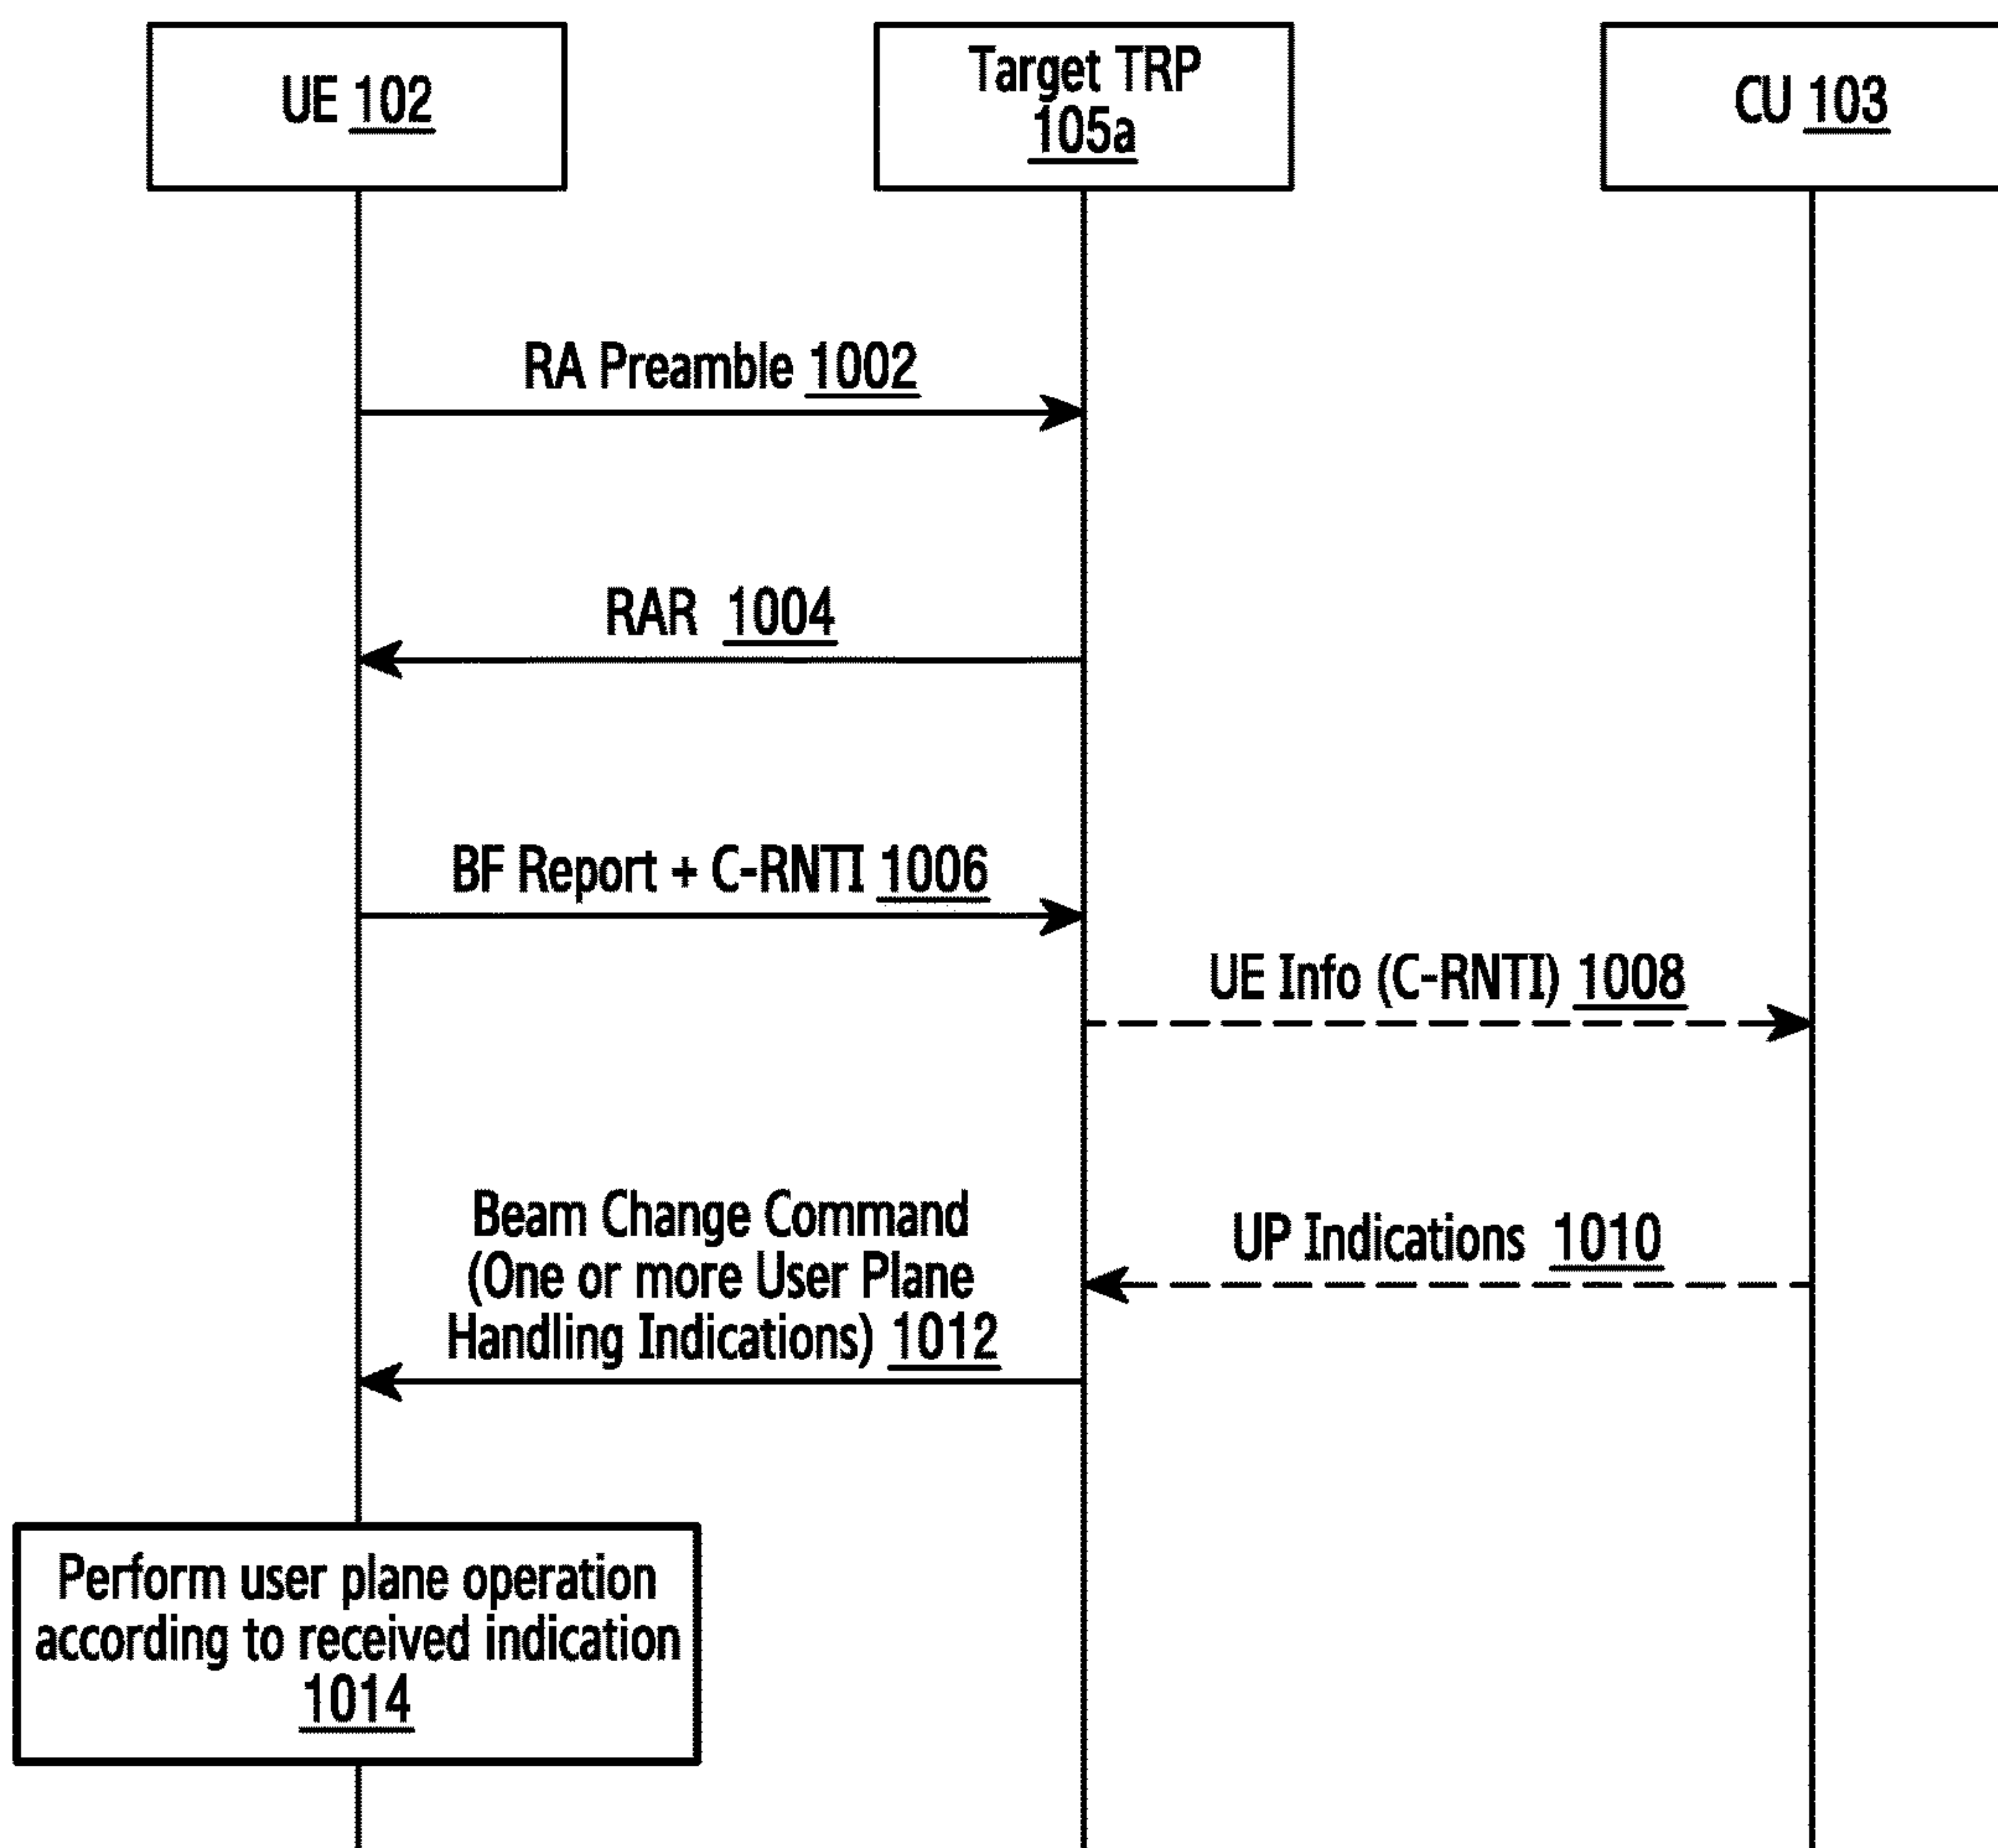 UE 102
Target TRP
105a
CU 103
RA Preamble 1002
RAR 1004
BF Report + C-RNTI 1006
UE Info (C-RNTI) 1008
UP Indications 1010
Beam Change Command
(One or more User Plane
Handling Indications) 1012
Perform user plane operation
according to received indication
1014